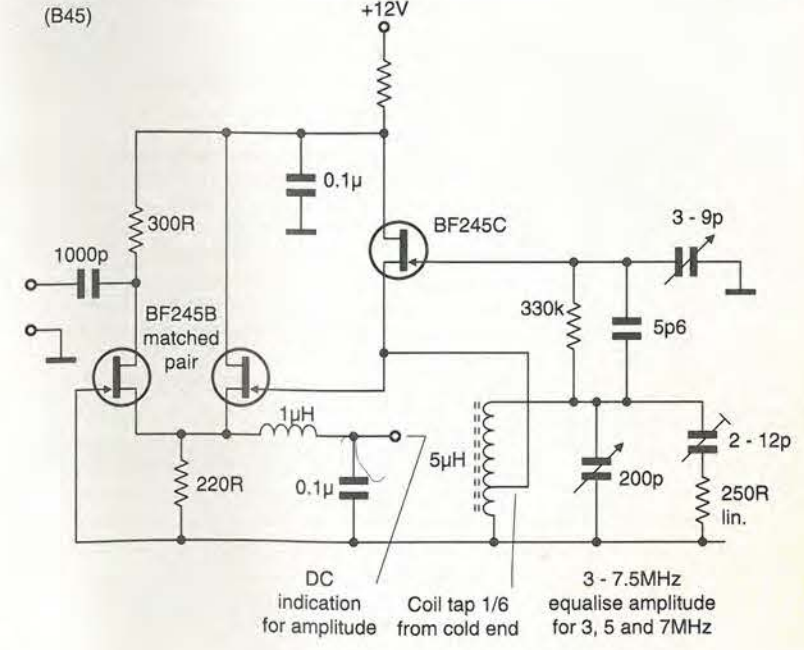 (B45)
+12V
0.1µ
300R
BF245C
3 - 9p
1000p
BF245B
matched
pair
330k
5p6
1µH
5µH
2 - 12p
200p
220R
0.1µ
250R
lin.
DC
indication
for amplitude
Coil tap 1/6
from cold end
3 - 7.5MHz
equalise amplitude
for 3, 5 and 7MHz